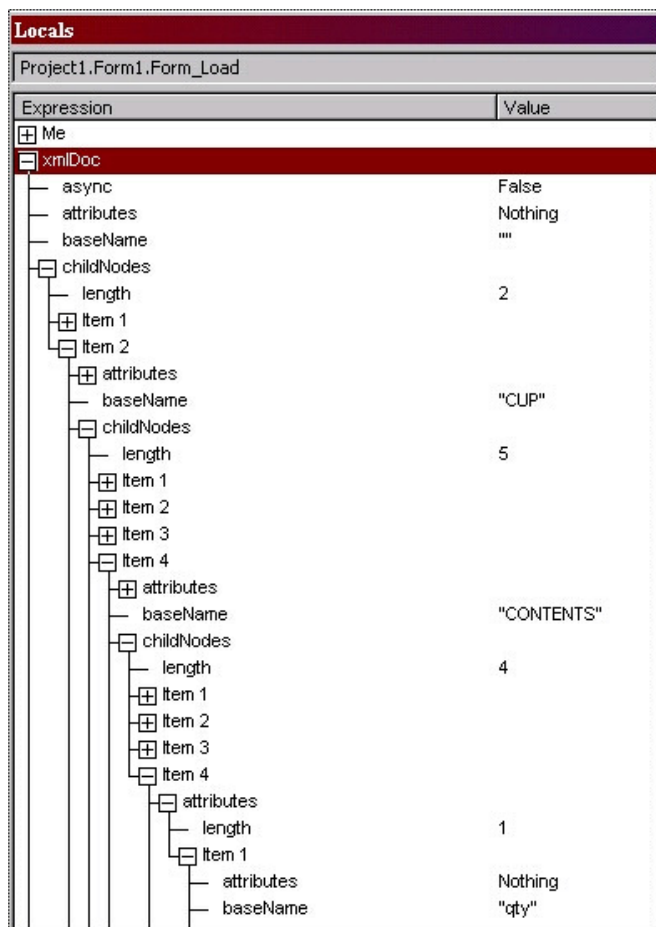 Locals
Project1.Form1.Form_Load
Expression Value
Me
xmlDoc
async False
attributes Nothing
baseName ""
childNodes
length 2
Item 1
Item 2
attributes
baseName "CUP"
childNodes
length 5
Item 1
Item 2
Item 3
Item 4
attributes
baseName "CONTENTS"
childNodes
length 4
Item 1
Item 2
Item 3
Item 4
attributes
length 1
Item 1
attributes Nothing
baseName "qty"